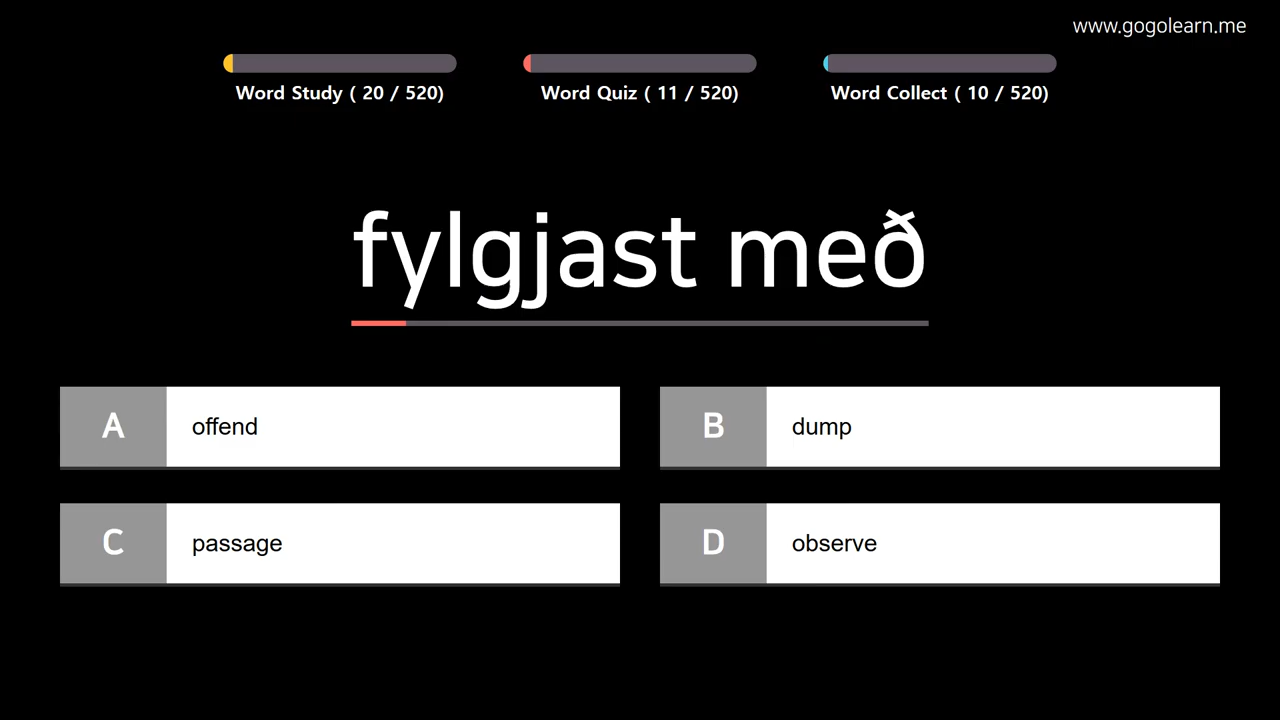 www.gogolearn.me
Word Study ( 20 / 520)
Word Quiz ( 11 / 520)
Word Collect ( 10 / 520)
fylgjast með
A offend
B dump
C passage
D observe